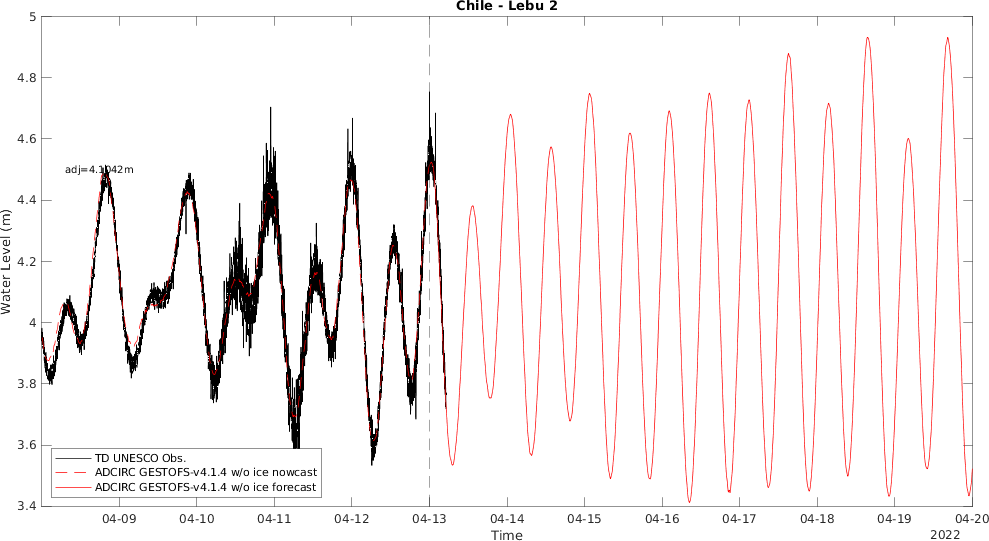 Chile - Lebu 2
5
4.8
4.6
4.4
4.2
4
3.8
3.6
3.4
Water Level (m)
adj=4.1042m
TD UNESCO Obs.
ADCIRC GESTOFS-v4.1.4 w/o ice nowcast
ADCIRC GESTOFS-v4.1.4 w/o ice forecast
04-09 04-10 04-11 04-12 04-13 04-14 04-15 04-16 04-17 04-18 04-19 04-20
Time
2022